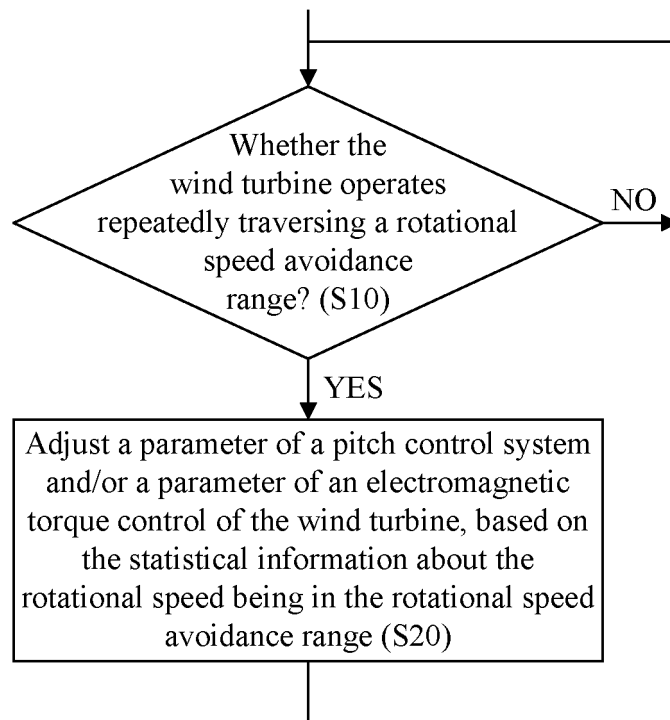 Whether the
wind turbine operates
repeatedly traversing a rotational
speed avoidance
range? (S10)
NO
YES
Adjust a parameter of a pitch control system
and/or a parameter of an electromagnetic
torque control of the wind turbine, based on
the statistical information about the
rotational speed being in the rotational speed
avoidance range (S20)